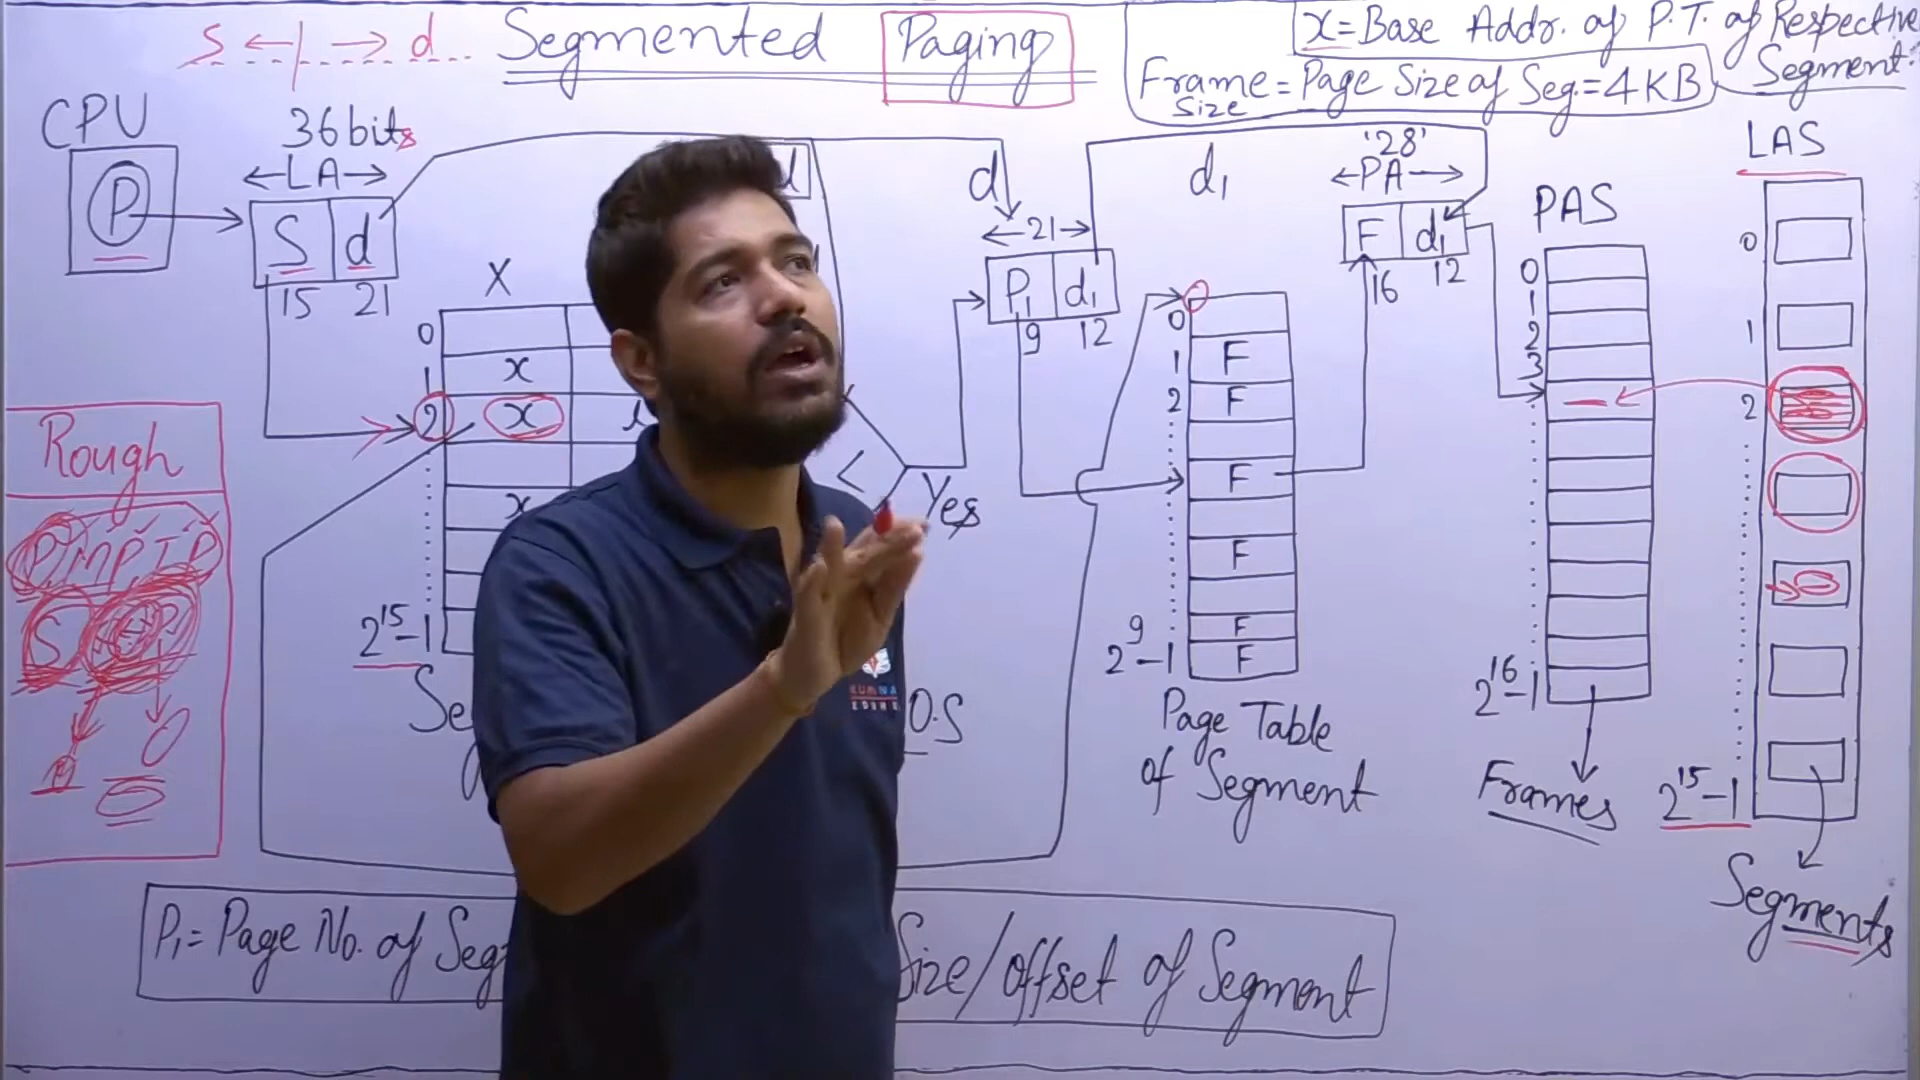 S ← | → d
Segmented Paging
x = Base Addr. of P.T. of Respective Segment.
Frame Size = Page Size of Seg. = 4KB
CPU
P
36 bits
← LA →
S d
15 21
X
0
1 x
2 x l
x
2^15-1
< Yes
O.S
d
← 21 →
P₁ d₁
9 12
d₁
0
1 F
2 F
F
F
F
F
2^9-1
Page Table
of Segment
'28'
← PA →
F d₁
16 12
PAS
0
1
2
3
2^16-1
Frames
LAS
0
1
2
2^15-1
Segments
Rough
S
P₁ = Page No. of Seg
Size/Offset of Segment